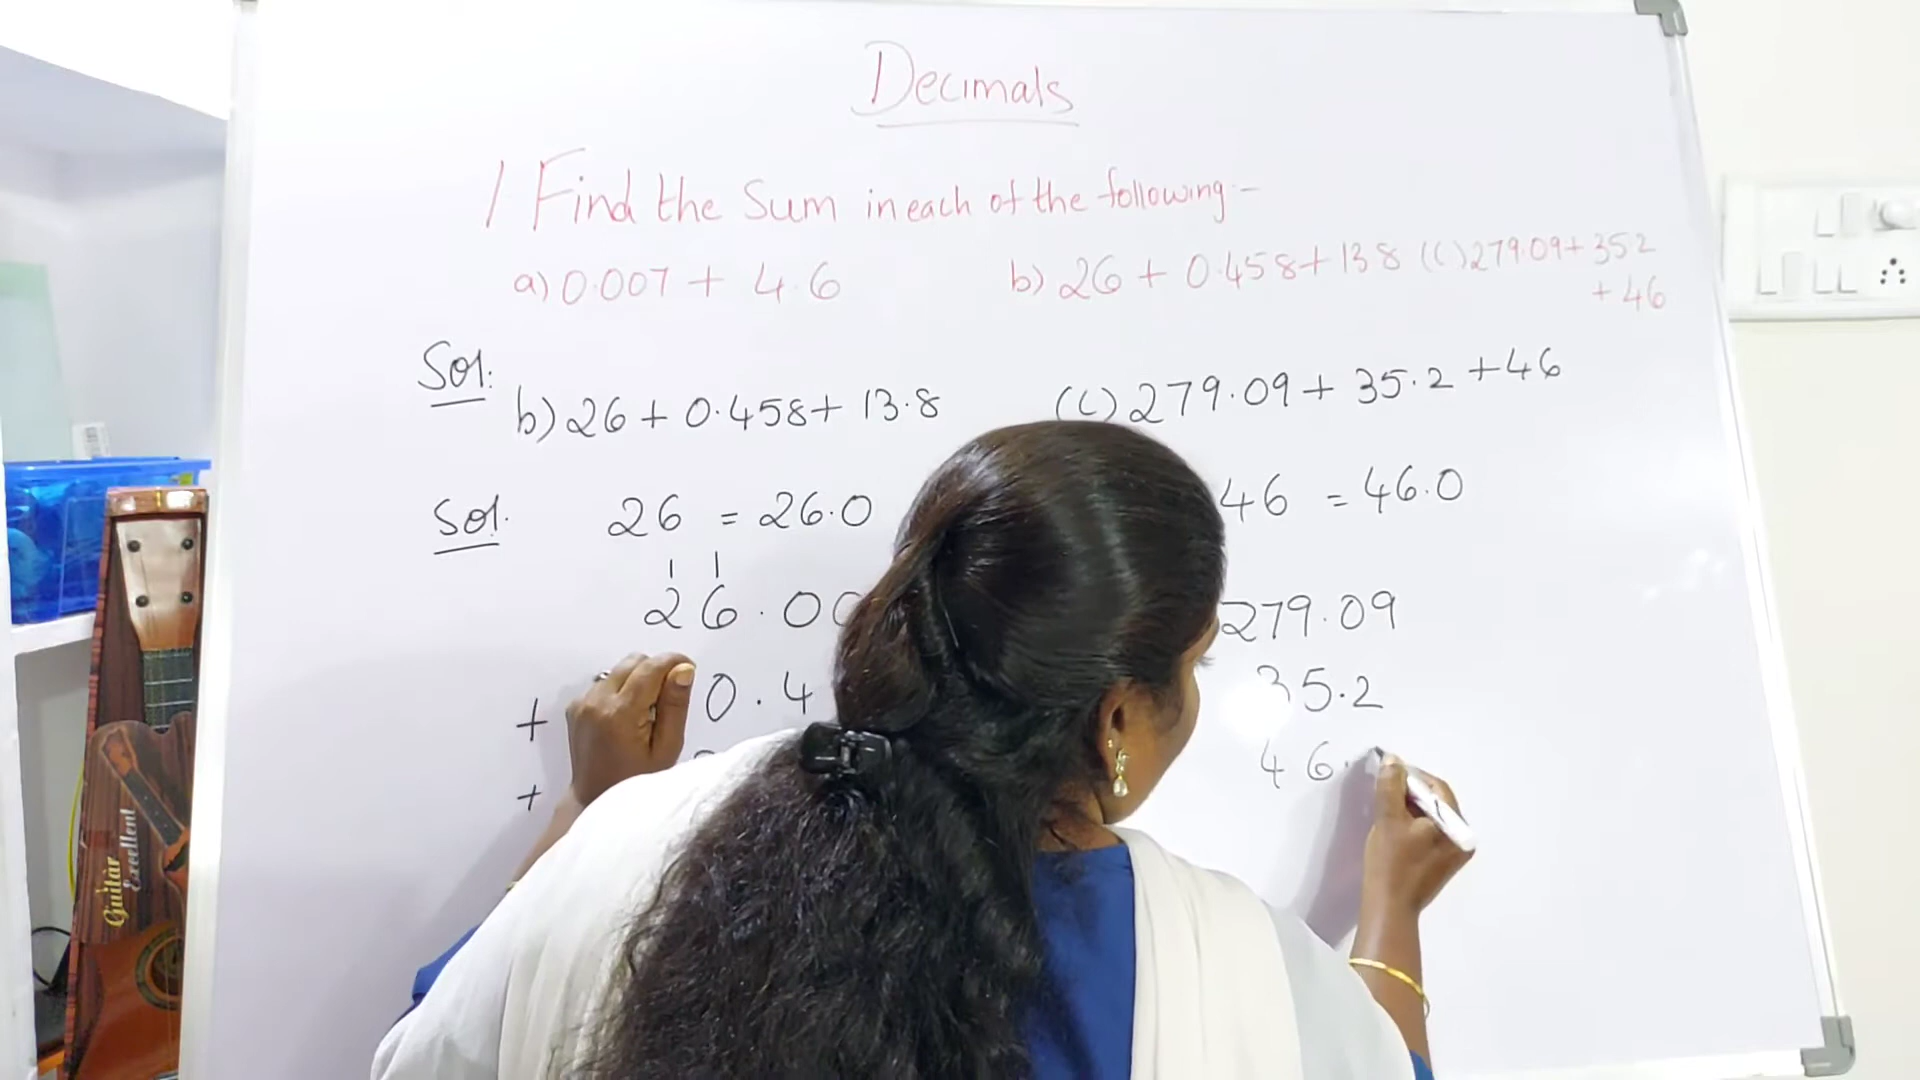 Decimals
1 Find the Sum in each of the following:-
a) 0.007 + 4.6
b) 26 + 0.458 + 13.8 (C) 279.09 + 35.2
+ 46
Sol:
b) 26 + 0.458 + 13.8
(C) 279.09 + 35.2 + 46
Sol.
26 = 26.0
46 = 46.0
1 1
26.00
279.09
+ 0.4
35.2
+
46.
Guitar
Excellent